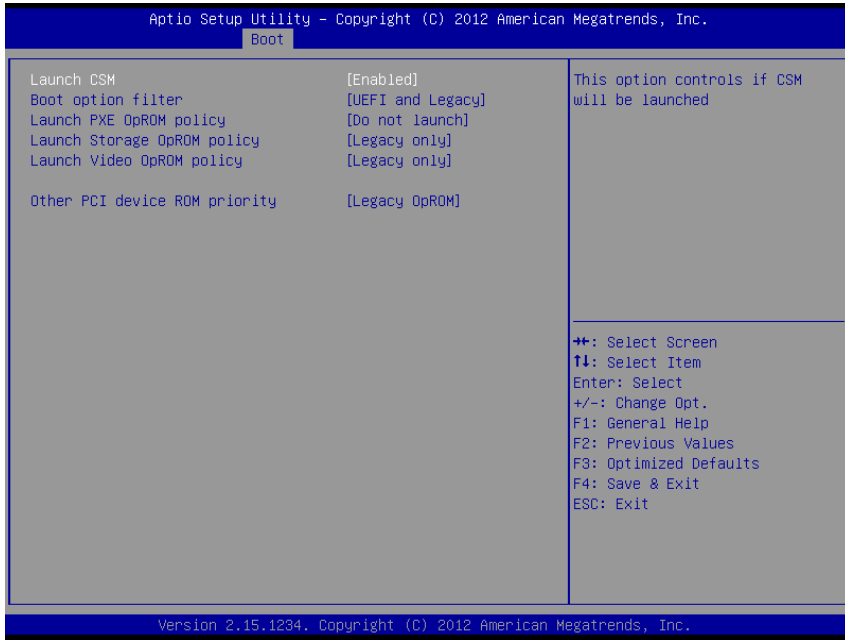 Aptio Setup Utility – Copyright (C) 2012 American Megatrends, Inc.
Boot
Launch CSM [Enabled]
Boot option filter [UEFI and Legacy]
Launch PXE OpROM policy [Do not launch]
Launch Storage OpROM policy [Legacy only]
Launch Video OpROM policy [Legacy only]
Other PCI device ROM priority [Legacy OpROM]
This option controls if CSM
will be launched
→←: Select Screen
↑↓: Select Item
Enter: Select
+/-: Change Opt.
F1: General Help
F2: Previous Values
F3: Optimized Defaults
F4: Save & Exit
ESC: Exit
Version 2.15.1234. Copyright (C) 2012 American Megatrends, Inc.